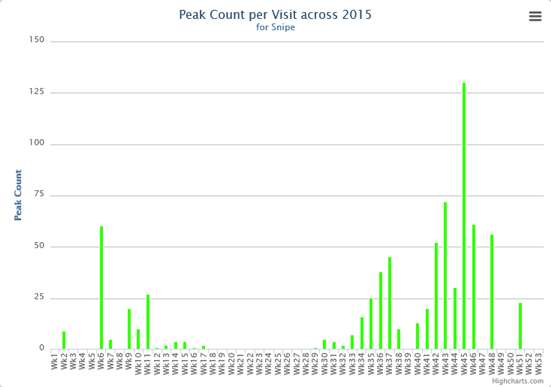 Peak Count per Visit across 2015
for Snipe
Peak Count
150
125
100
75
50
25
0
Wk1
Wk2
Wk3
Wk4
Wk5
Wk6
Wk7
Wk8
Wk9
Wk10
Wk11
Wk12
Wk13
Wk14
Wk15
Wk16
Wk17
Wk18
Wk19
Wk20
Wk21
Wk22
Wk23
Wk24
Wk25
Wk26
Wk27
Wk28
Wk29
Wk30
Wk31
Wk32
Wk33
Wk34
Wk35
Wk36
Wk37
Wk38
Wk39
Wk40
Wk41
Wk42
Wk43
Wk44
Wk45
Wk46
Wk47
Wk48
Wk49
Wk50
Wk51
Wk52
Wk53
Highcharts.com